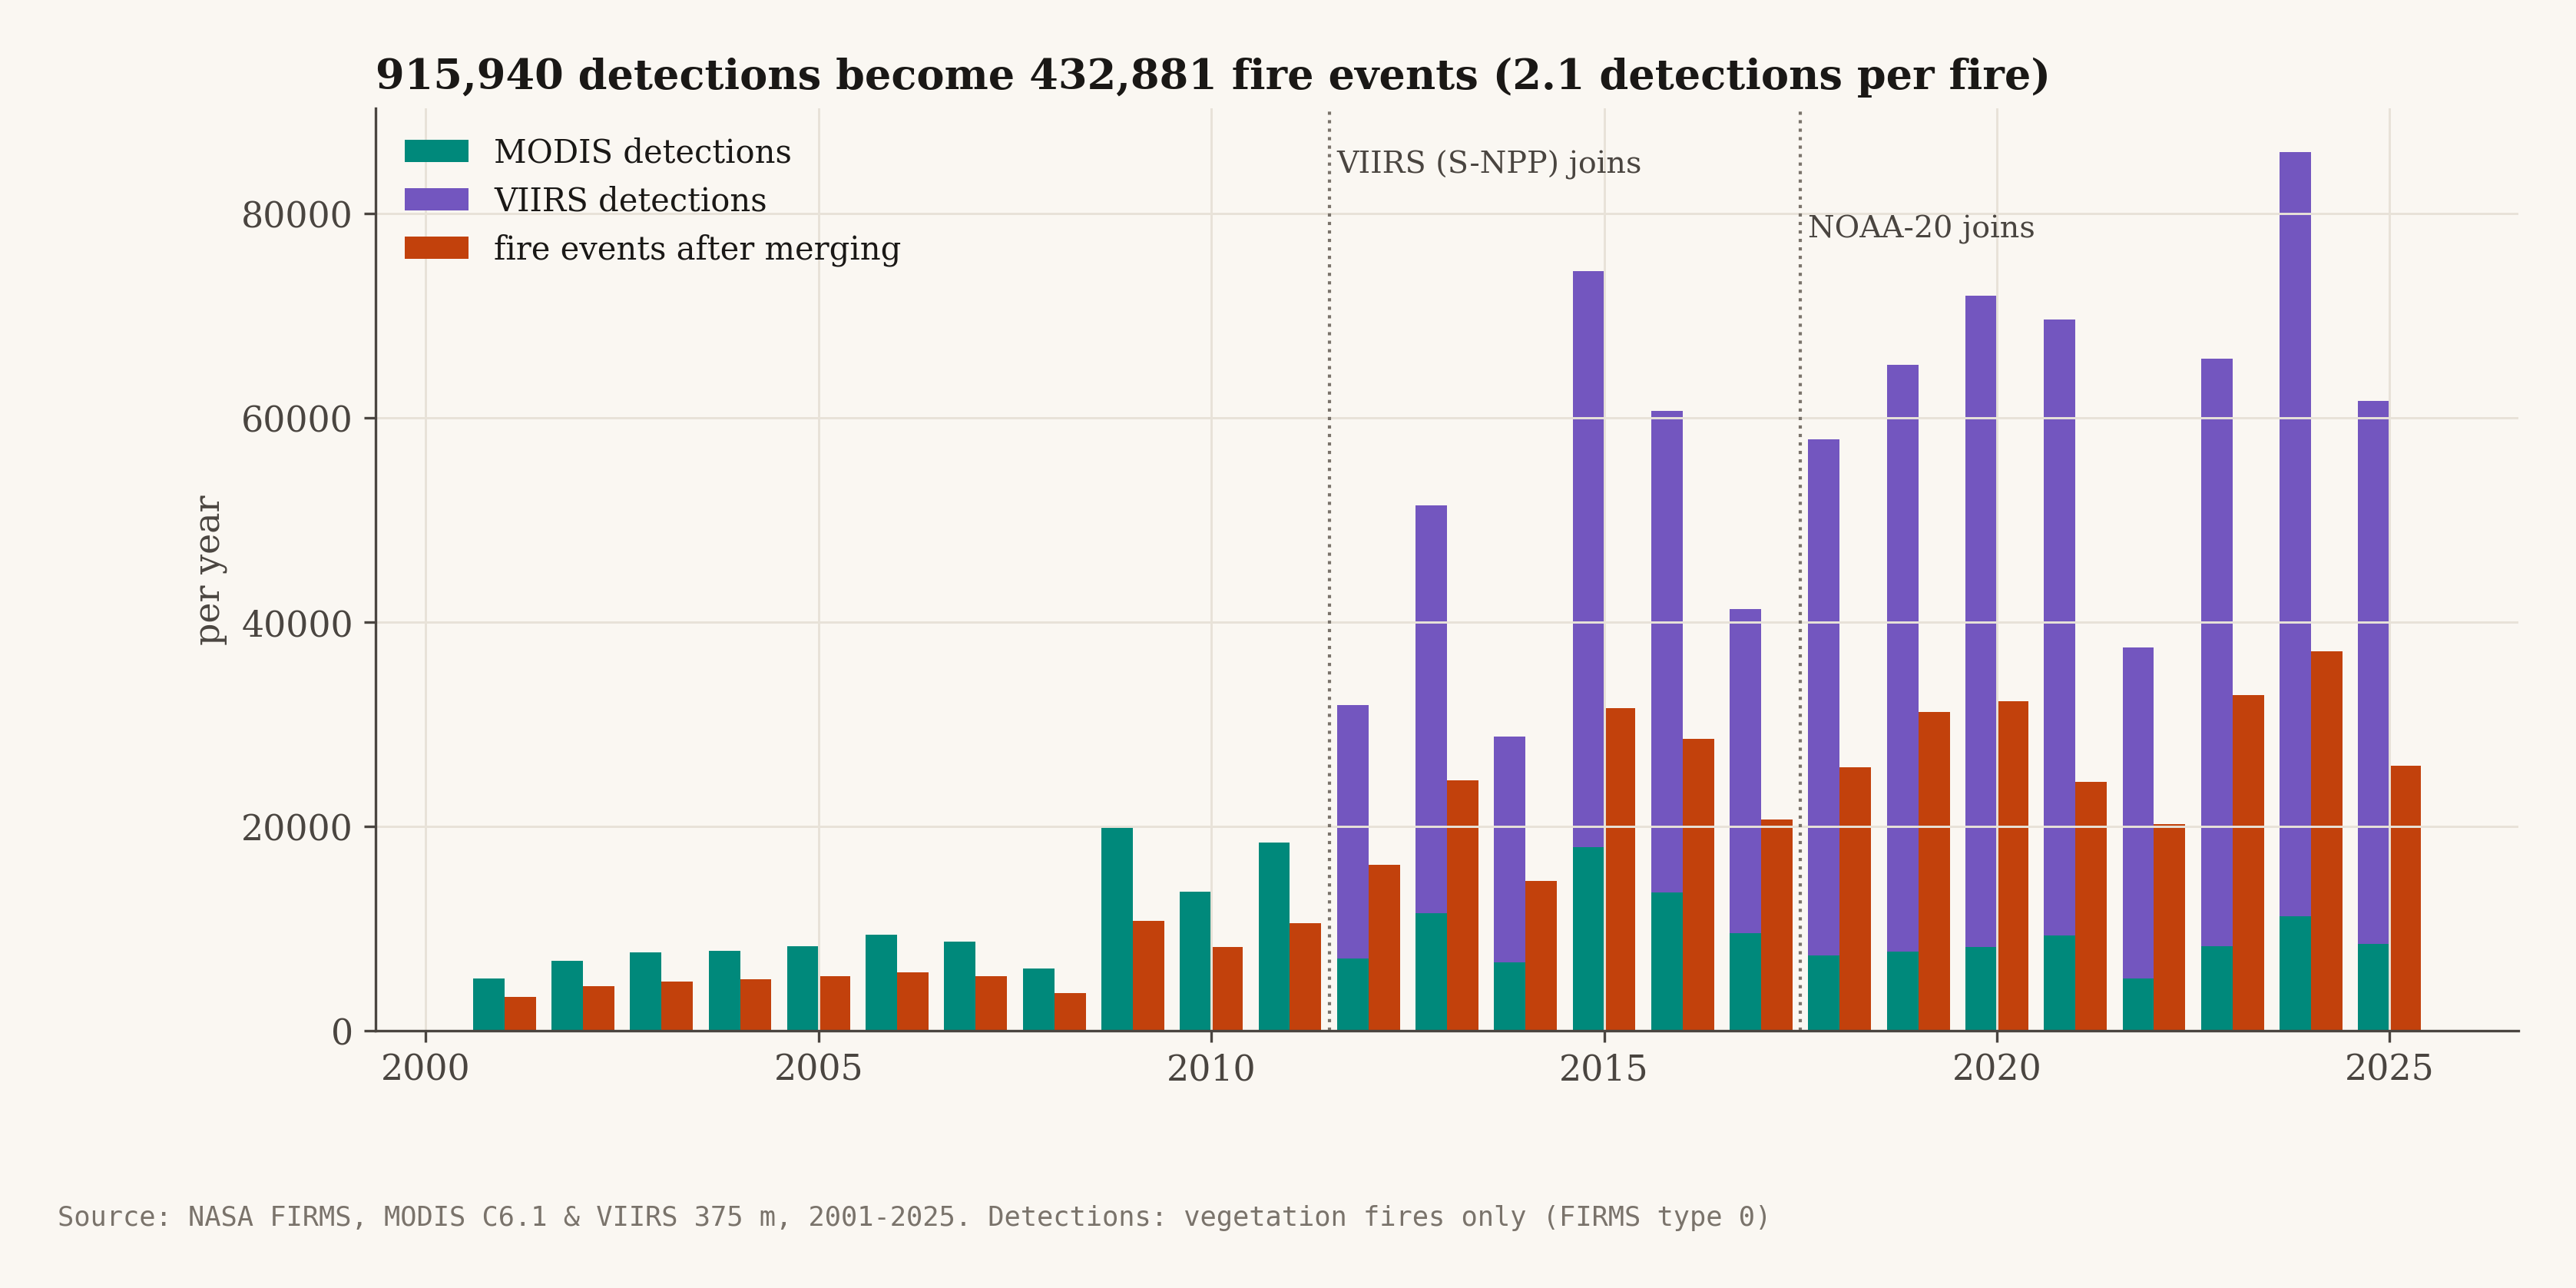 915,940 detections become 432,881 fire events (2.1 detections per fire)
MODIS detections
VIIRS detections
fire events after merging
VIIRS (S-NPP) joins
NOAA-20 joins
per year
80000
60000
40000
20000
0
2000 2005 2010 2015 2020 2025
Source: NASA FIRMS, MODIS C6.1 & VIIRS 375 m, 2001-2025. Detections: vegetation fires only (FIRMS type 0)